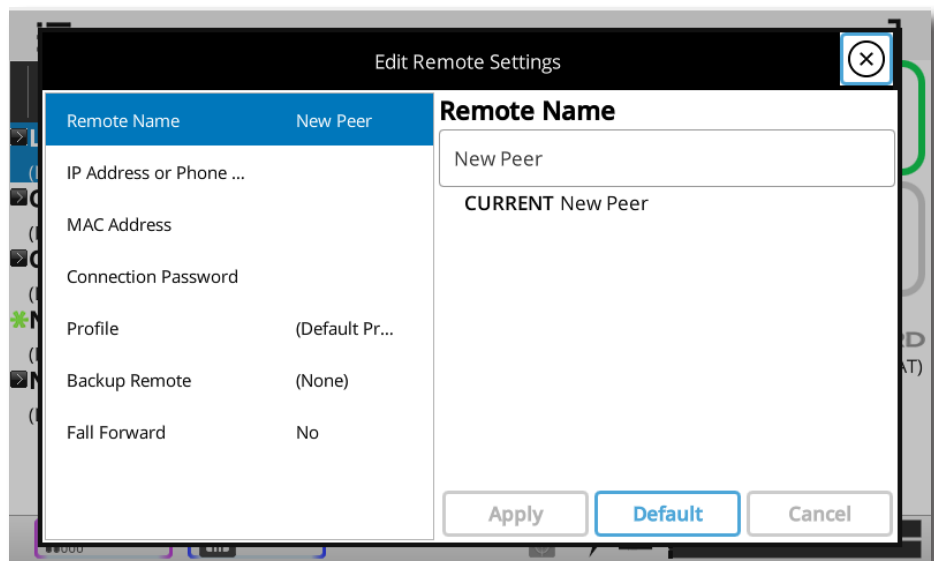 Edit Remote Settings
Remote Name New Peer
IP Address or Phone ...
MAC Address
Connection Password
Profile (Default Pr...
Backup Remote (None)
Fall Forward No
Remote Name
New Peer
CURRENT New Peer
Apply Default Cancel